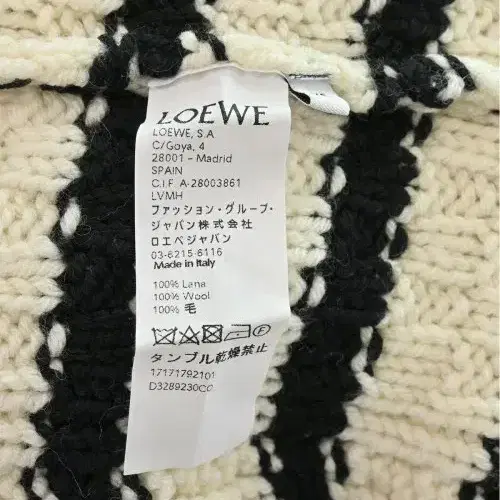 LOEWE
LOEWE, S.A
C/Goya, 4
28001 - Madrid
SPAIN
C.I.F. A-28003861
LVMH
ファッション・グループ・
ジャパン株式会社
ロエベジャパン
03-6215-6116
Made in Italy
100% Lana
100% Wool
100% 毛
タンブル乾燥禁止
17171792101
D3289230CC